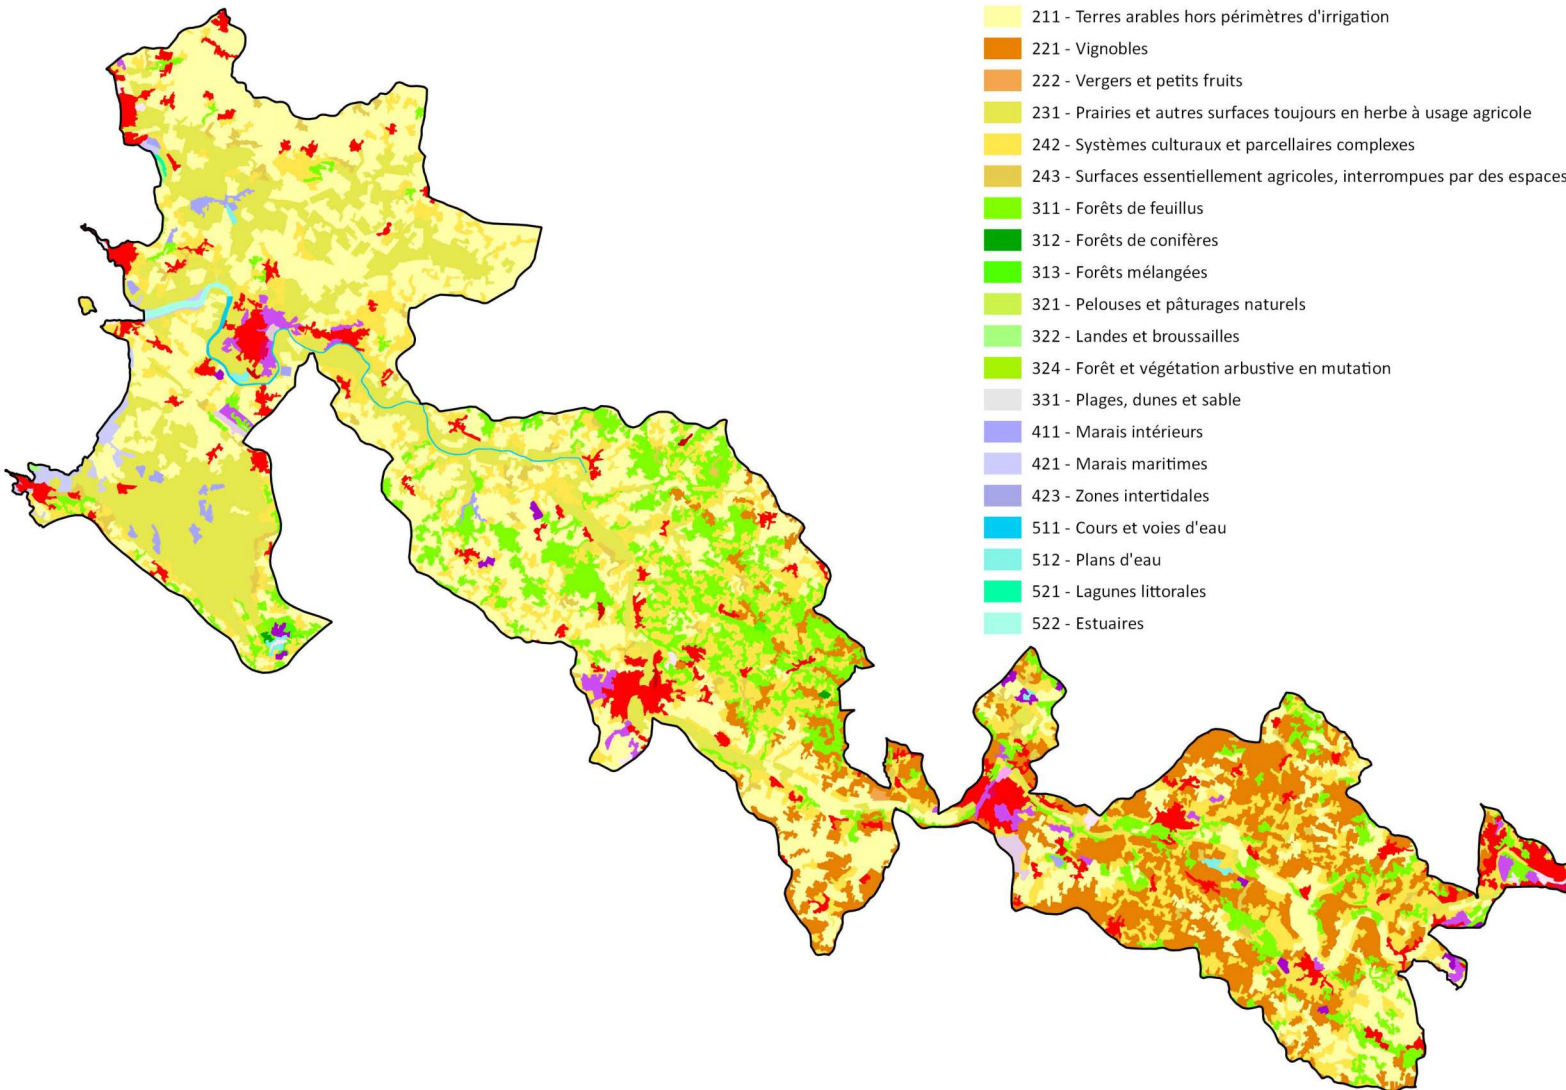 211 - Terres arables hors périmètres d'irrigation
221 - Vignobles
222 - Vergers et petits fruits
231 - Prairies et autres surfaces toujours en herbe à usage agricole
242 - Systèmes culturaux et parcellaires complexes
243 - Surfaces essentiellement agricoles, interrompues par des espaces
311 - Forêts de feuillus
312 - Forêts de conifères
313 - Forêts mélangées
321 - Pelouses et pâturages naturels
322 - Landes et broussailles
324 - Forêt et végétation arbustive en mutation
331 - Plages, dunes et sable
411 - Marais intérieurs
421 - Marais maritimes
423 - Zones intertidales
511 - Cours et voies d'eau
512 - Plans d'eau
521 - Lagunes littorales
522 - Estuaires